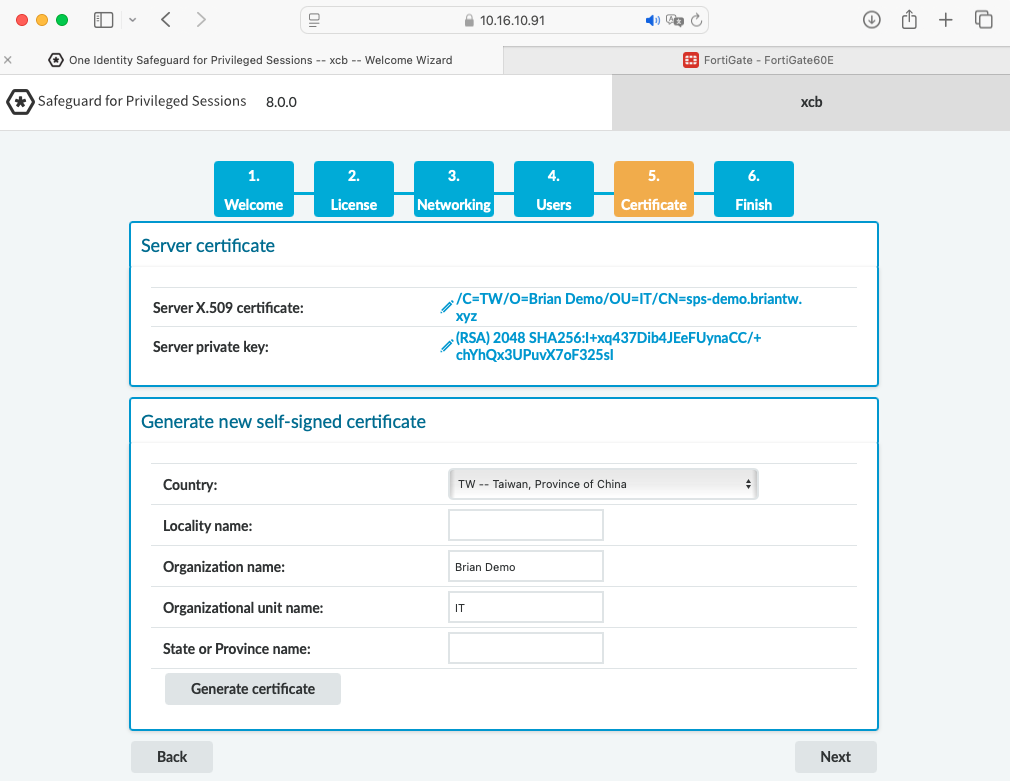 10.16.10.91
One Identity Safeguard for Privileged Sessions -- xcb -- Welcome Wizard
FortiGate - FortiGate60E
Safeguard for Privileged Sessions 8.0.0
xcb
1.
Welcome
2.
License
3.
Networking
4.
Users
5.
Certificate
6.
Finish
Server certificate
Server X.509 certificate:
/C=TW/O=Brian Demo/OU=IT/CN=sps-demo.briantw.
xyz
Server private key:
(RSA) 2048 SHA256:I+xq437Dib4JEeFUynaCC/+
chYhQx3UPuvX7oF325sI
Generate new self-signed certificate
Country:
TW -- Taiwan, Province of China
Locality name:
Organization name:
Brian Demo
Organizational unit name:
IT
State or Province name:
Generate certificate
Back
Next